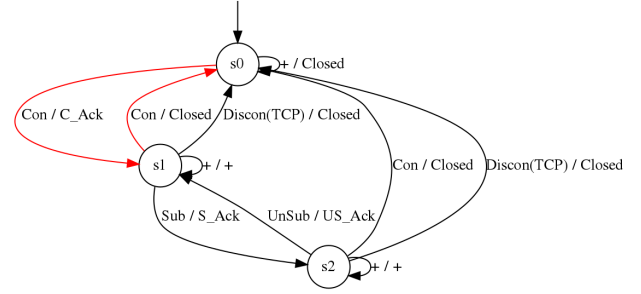 s0
+ / Closed
Con / C_Ack
Con / Closed
Discon(TCP) / Closed
s1
+ / +
Con / Closed
Discon(TCP) / Closed
Sub / S_Ack
UnSub / US_Ack
s2
+ / +